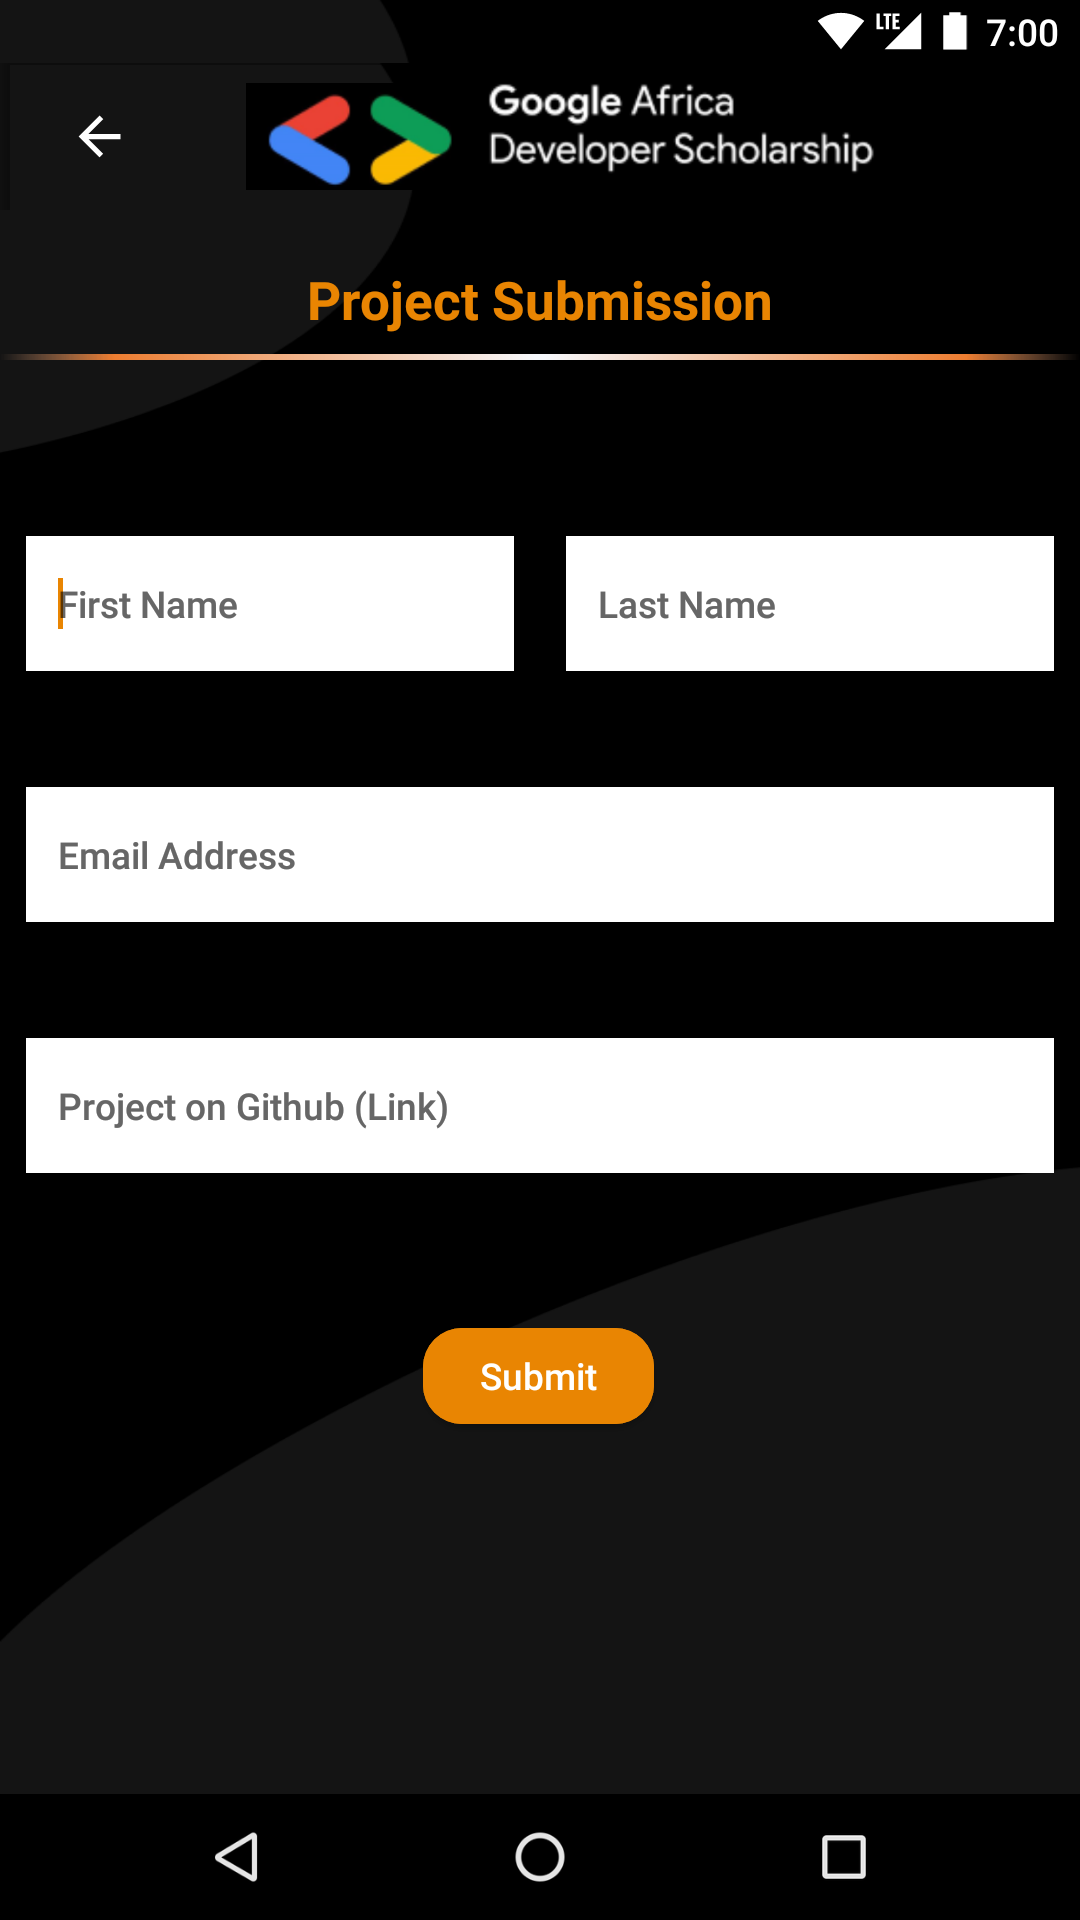 LTE 7:00
Google Africa
Developer Scholarship
Project Submission
First Name
Last Name
Email Address
Project on Github (Link)
Submit